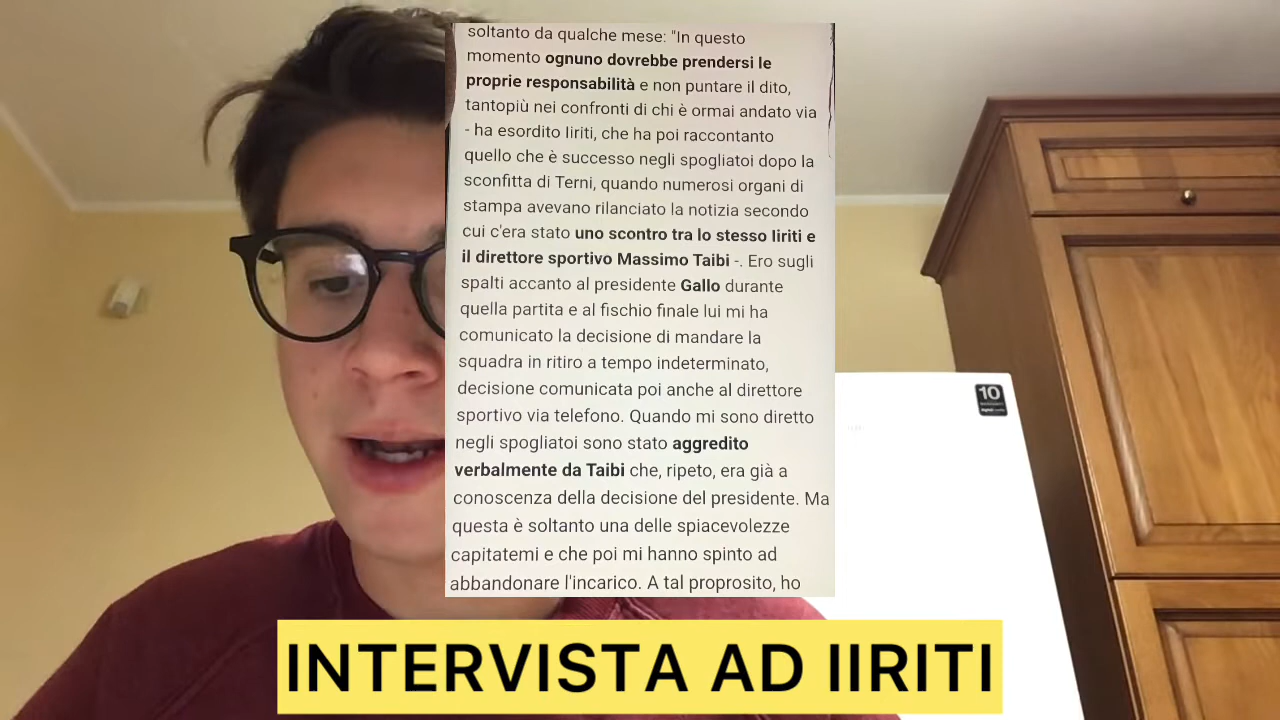 soltanto da qualche mese: "In questo
momento ognuno dovrebbe prendersi le
proprie responsabilità e non puntare il dito,
tantopiù nei confronti di chi è ormai andato via
- ha esordito Iiriti, che ha poi raccontanto
quello che è successo negli spogliatoi dopo la
sconfitta di Terni, quando numerosi organi di
stampa avevano rilanciato la notizia secondo
cui c'era stato uno scontro tra lo stesso Iiriti e
il direttore sportivo Massimo Taibi -. Ero sugli
spalti accanto al presidente Gallo durante
quella partita e al fischio finale lui mi ha
comunicato la decisione di mandare la
squadra in ritiro a tempo indeterminato,
decisione comunicata poi anche al direttore
sportivo via telefono. Quando mi sono diretto
negli spogliatoi sono stato aggredito
verbalmente da Taibi che, ripeto, era già a
conoscenza della decisione del presidente. Ma
questa è soltanto una delle spiacevolezze
capitatemi e che poi mi hanno spinto ad
abbandonare l'incarico. A tal proprosito, ho
10
INTERVISTA AD IIRITI